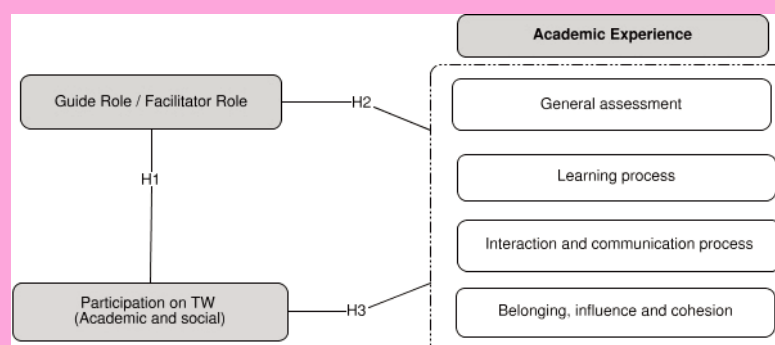 Academic Experience
Guide Role / Facilitator Role
H2
General assessment
H1
Learning process
Interaction and communication process
Participation on TW
(Academic and social)
H3
Belonging, influence and cohesion